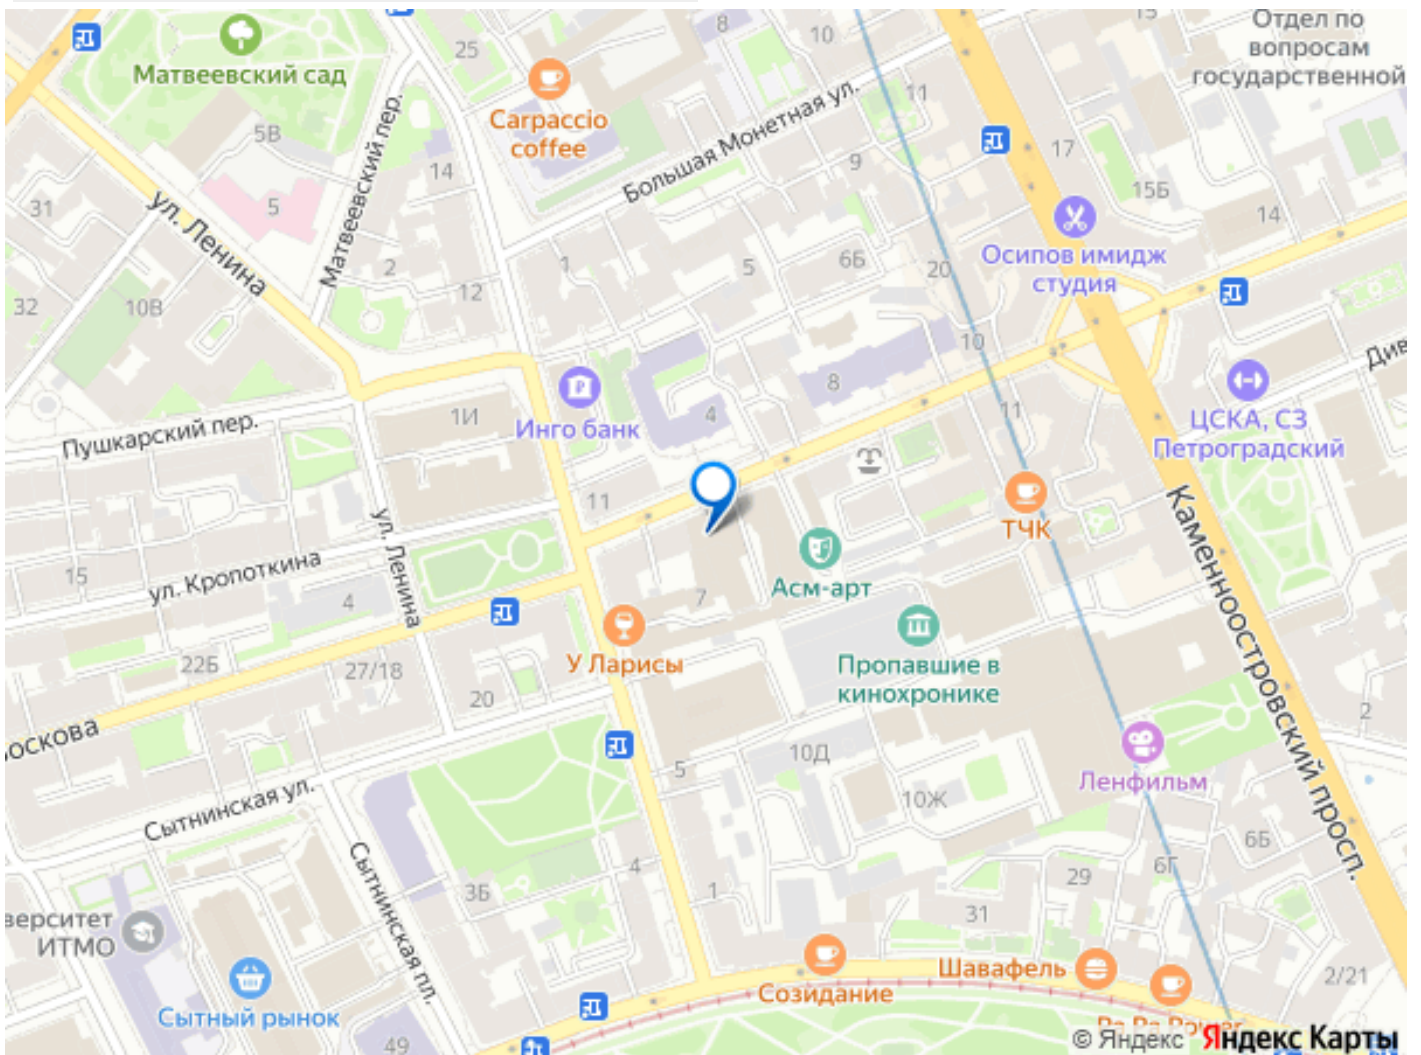 8
10
15
Отдел по
вопросам
государственной
25
Матвеевский сад
Carpaccio
coffee
Большая Монетная ул.
11
5В
Матвеевский пер.
14
9
17
15Б
31
5
ул. Ленина
14
Осипов имидж
студия
2
1
5
6Б
20
12
32
10В
10
Див
8
1И
Инго банк
4
11
ЦСКА, СЗ
Петроградский
Пушкарский пер.
11
ТЧК
Каменноостровский просп.
ул. Ленина
ул. Кропоткина
15
4
Асм-арт
7
У Ларисы
Пропавшие в
кинохронике
22Б
27/18
20
2
оскова
10Д
5
Ленфильм
10Ж
Сытнинская ул.
6Б
4
6Г
29
3Б
1
31
Сытнинская пл.
верситет
ИТМО
Сытный рынок
Созидание
Шавафель
2/21
49
© Яндекс Яндекс Карты